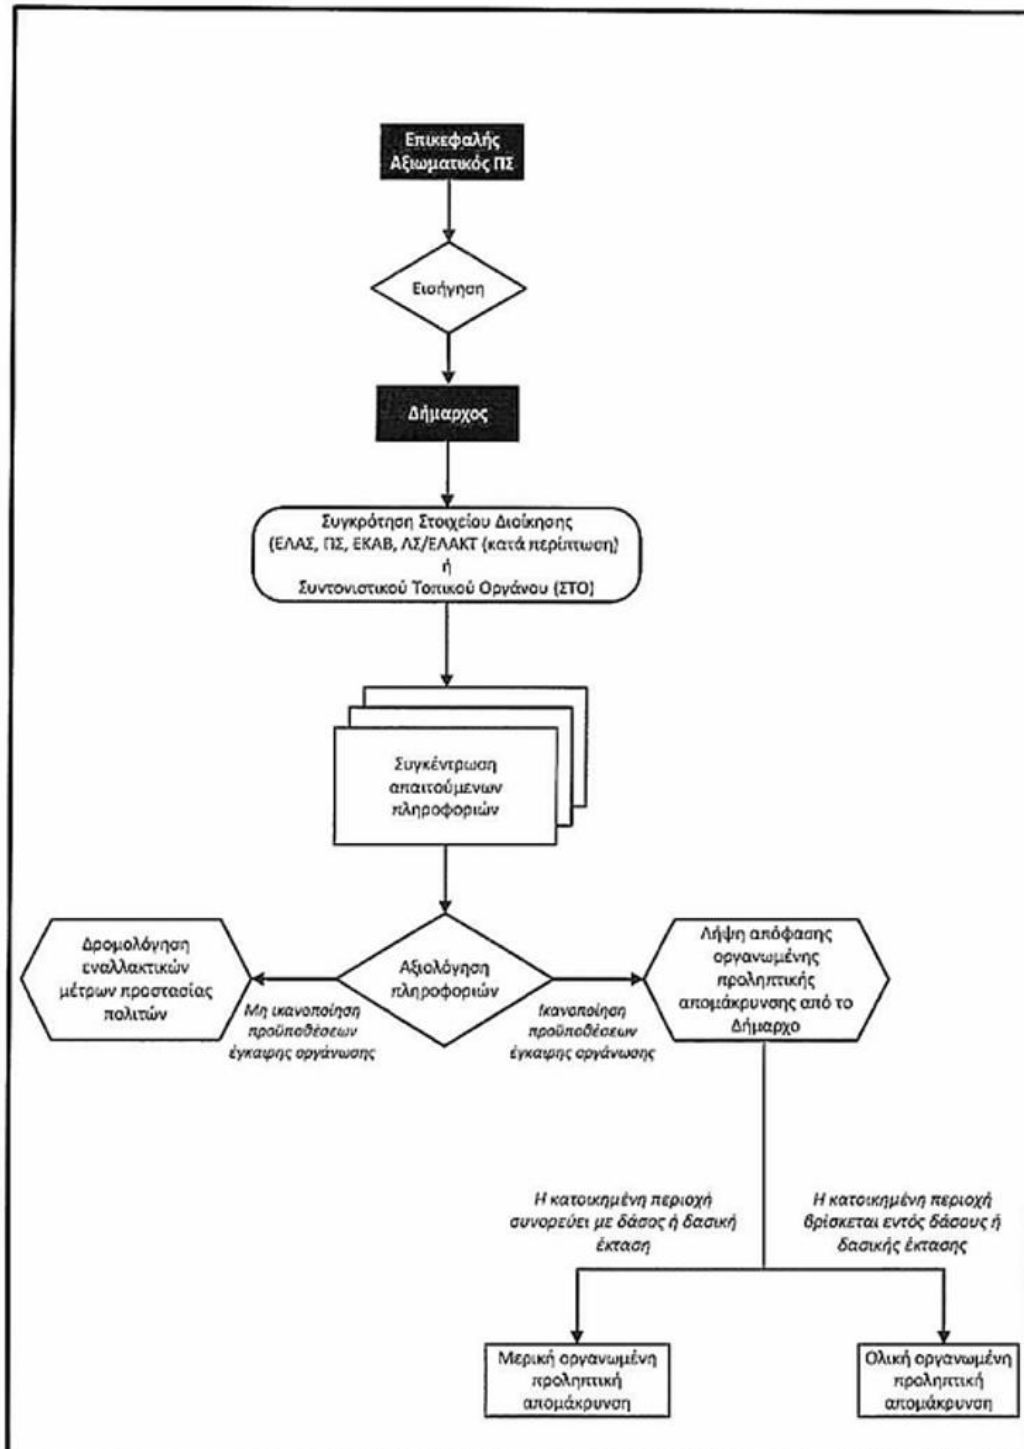 Επικεφαλής
Αξιωματικός ΠΣ
Εισήγηση
Δήμαρχος
Συγκρότηση Στοιχείου Διοίκησης
(ΕΛΑΣ, ΠΣ, ΕΚΑΒ, ΛΣ/ΕΛΑΚΤ (κατά περίπτωση)
ή
Συντονιστικού Τοπικού Οργάνου (ΣΤΟ)
Συγκέντρωση
απαιτούμενων
πληροφοριών
Δρομολόγηση
εναλλακτικών
μέτρων προστασίας
πολιτών
Μη ικανοποίηση
προϋποθέσεων
έγκαιρης οργάνωσης
Αξιολόγηση
πληροφοριών
Ικανοποίηση
προϋποθέσεων
έγκαιρης οργάνωσης
Λήψη απόφασης
οργανωμένης
προληπτικής
απομάκρυνσης από το
Δήμαρχο
Η κατοικημένη περιοχή
συνορεύει με δάσος ή δασική
έκταση
Η κατοικημένη περιοχή
βρίσκεται εντός δάσους ή
δασικής έκτασης
Μερική οργανωμένη
προληπτική
απομάκρυνση
Ολική οργανωμένη
προληπτική
απομάκρυνση